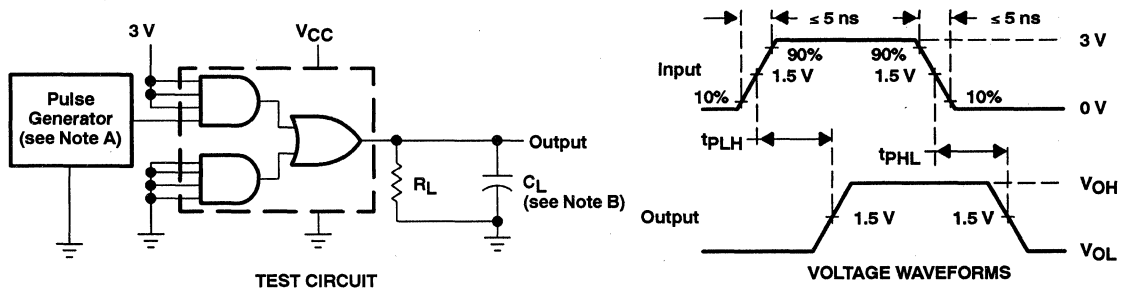 3 V
VCC
Pulse
Generator
(see Note A)
Output
RL
CL
(see Note B)
TEST CIRCUIT
≤ 5 ns
≤ 5 ns
3 V
90%
90%
Input
1.5 V
1.5 V
10%
10%
0 V
tPLH
tPHL
VOH
Output
1.5 V
1.5 V
VOL
VOLTAGE WAVEFORMS